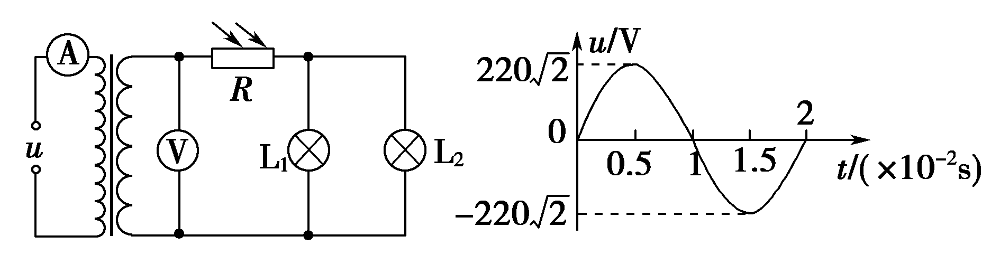 A
R
u
V
L₁
L₂
u/V
220√2
0
0.5
1
1.5
2
t/(×10⁻²s)
−220√2